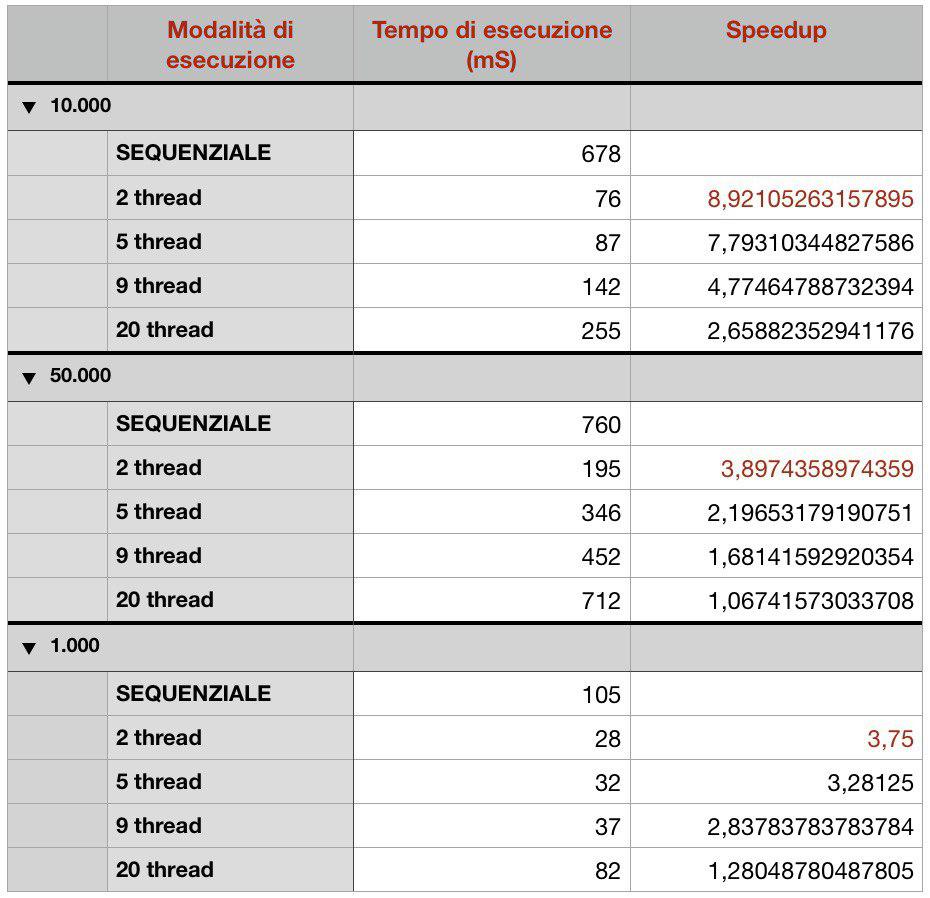 Modalità di esecuzione Tempo di esecuzione (mS) Speedup
▼ 10.000
SEQUENZIALE 678
2 thread 76 8,92105263157895
5 thread 87 7,79310344827586
9 thread 142 4,77464788732394
20 thread 255 2,65882352941176
▼ 50.000
SEQUENZIALE 760
2 thread 195 3,8974358974359
5 thread 346 2,19653179190751
9 thread 452 1,68141592920354
20 thread 712 1,06741573033708
▼ 1.000
SEQUENZIALE 105
2 thread 28 3,75
5 thread 32 3,28125
9 thread 37 2,83783783783784
20 thread 82 1,28048780487805